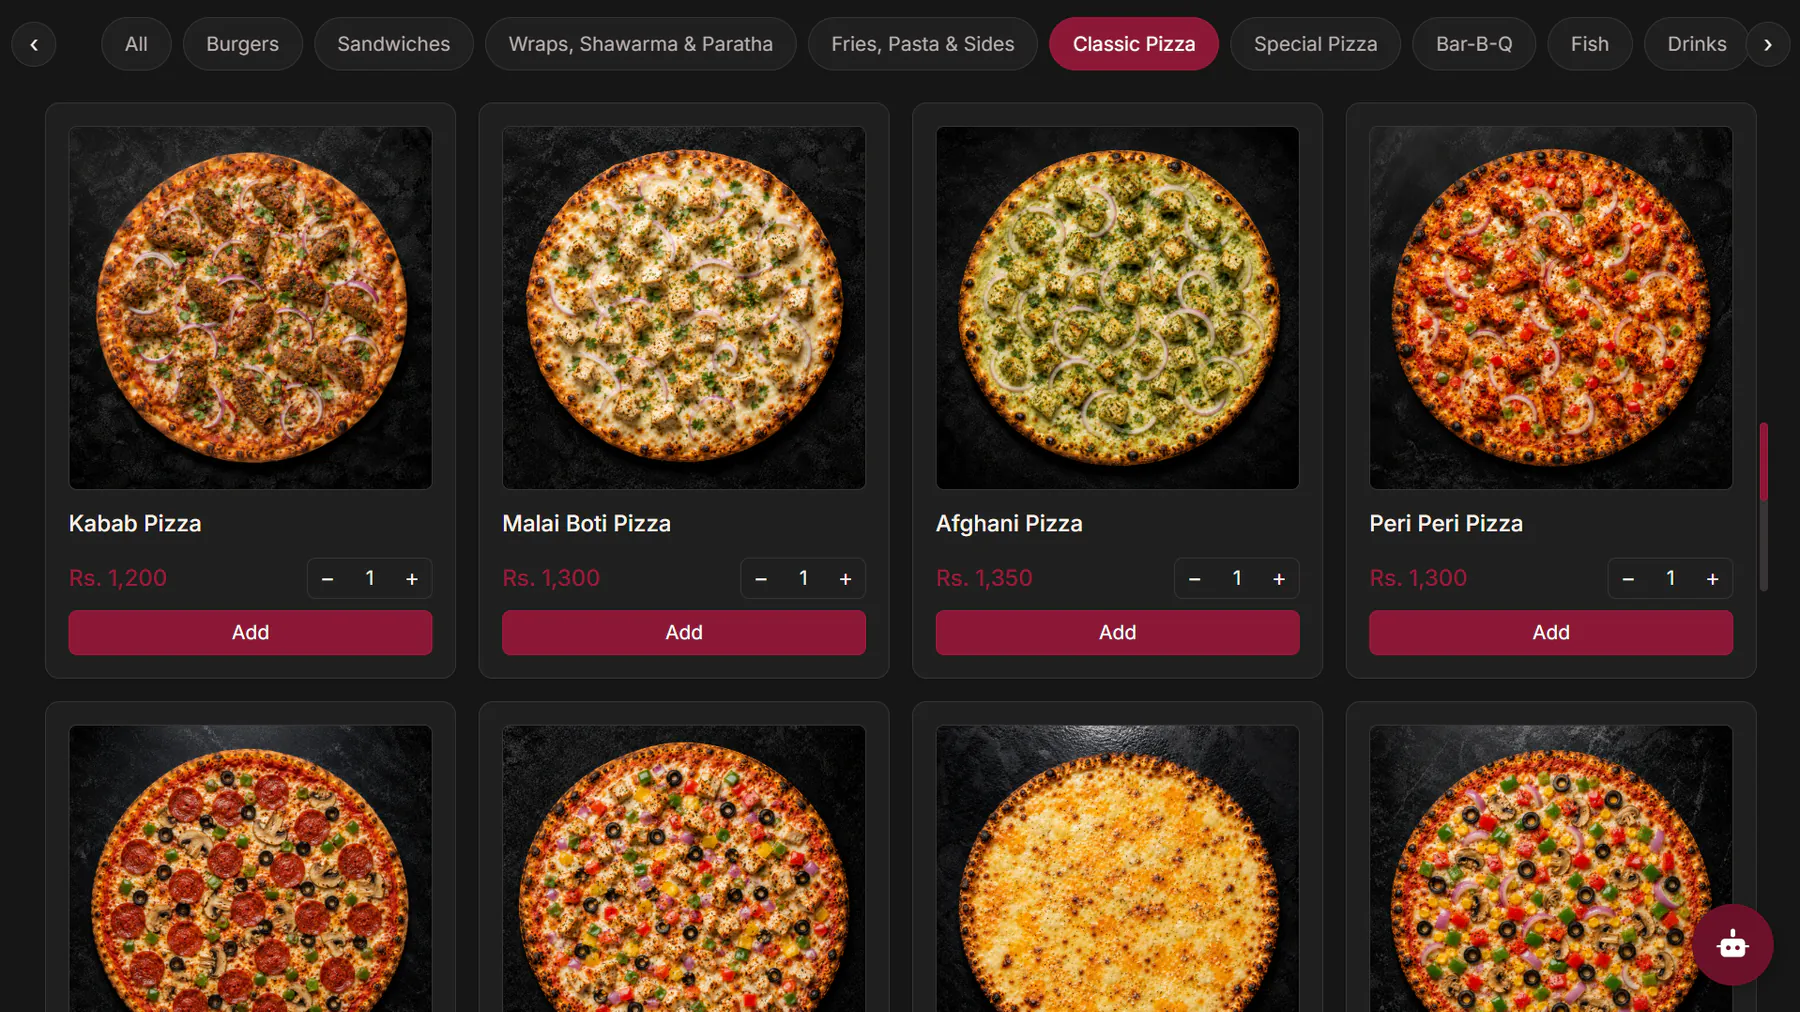 ‹ All Burgers Sandwiches Wraps, Shawarma & Paratha Fries, Pasta & Sides Classic Pizza Special Pizza Bar-B-Q Fish Drinks ›
Kabab Pizza Malai Boti Pizza Afghani Pizza Peri Peri Pizza
Rs. 1,200 − 1 + Rs. 1,300 − 1 + Rs. 1,350 − 1 + Rs. 1,300 − 1 +
Add Add Add Add